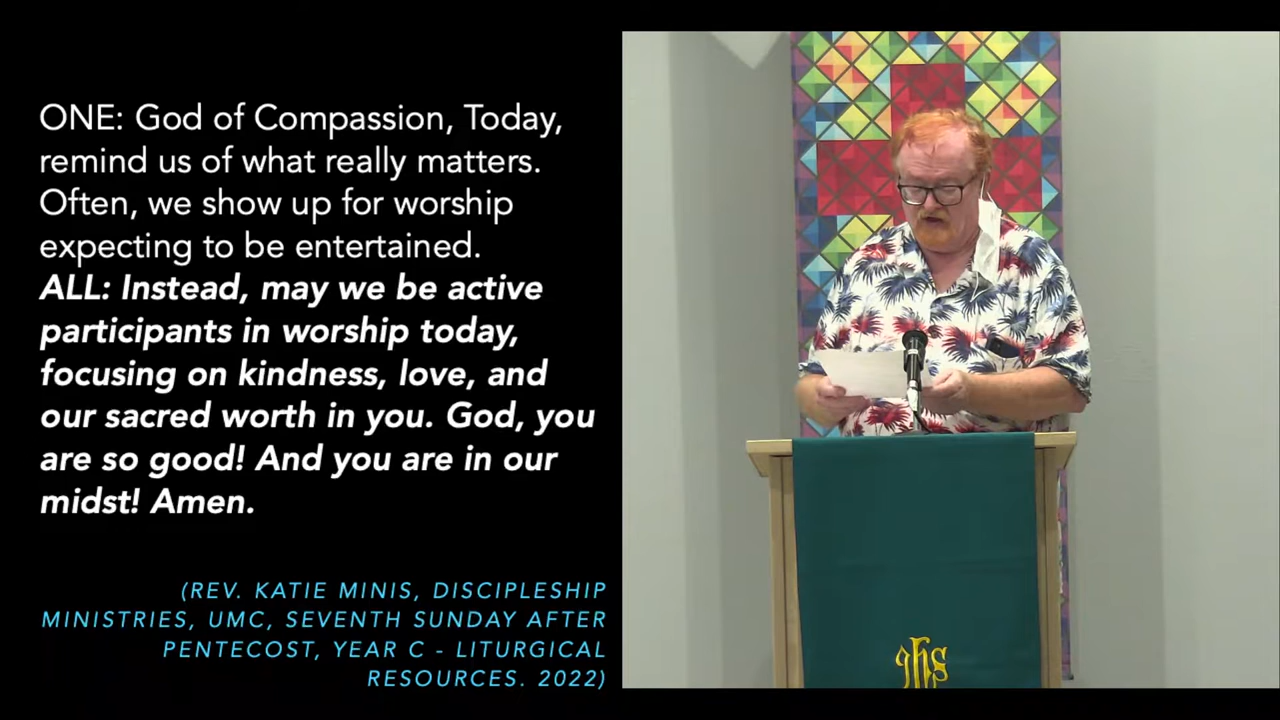 ONE: God of Compassion, Today,
remind us of what really matters.
Often, we show up for worship
expecting to be entertained.
ALL: Instead, may we be active
participants in worship today,
focusing on kindness, love, and
our sacred worth in you. God, you
are so good! And you are in our
midst! Amen.
(REV. KATIE MINIS, DISCIPLESHIP
MINISTRIES, UMC, SEVENTH SUNDAY AFTER
PENTECOST, YEAR C - LITURGICAL
RESOURCES. 2022)
IHS